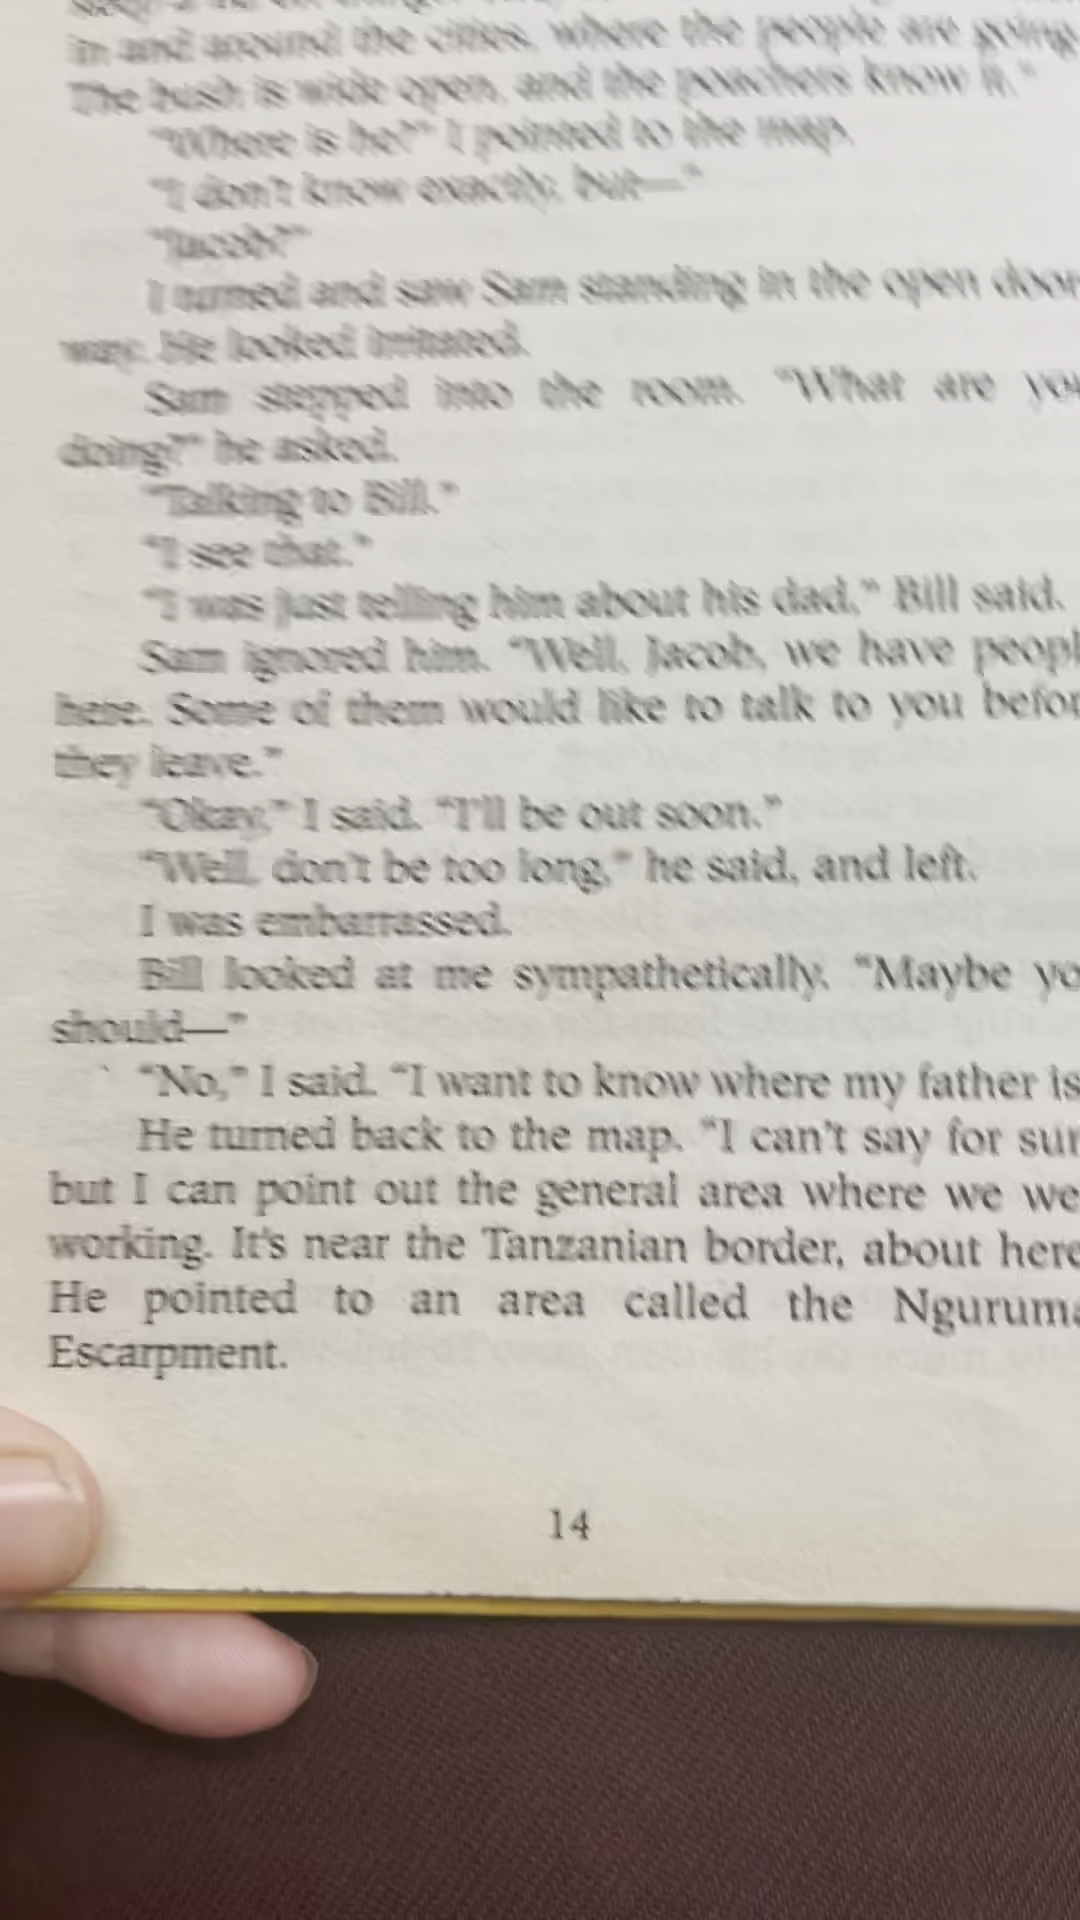 in and around the cities, where the people are going.
The bush is wide open, and the poachers know it."
"Where is he?" I pointed to the map.
"I don't know exactly, but—"
"Jacob?"
I turned and saw Sam standing in the open door-
way. He looked irritated.
Sam stepped into the room. "What are you
doing?" he asked.
"Talking to Bill."
"I see that."
"I was just telling him about his dad," Bill said.
Sam ignored him. "Well, Jacob, we have peopl
here. Some of them would like to talk to you befor
they leave."
"Okay," I said. "I'll be out soon."
"Well, don't be too long," he said, and left.
I was embarrassed.
Bill looked at me sympathetically. "Maybe yo
should—"
"No," I said. "I want to know where my father is
He turned back to the map. "I can't say for sur
but I can point out the general area where we we
working. It's near the Tanzanian border, about here
He pointed to an area called the Nguruma
Escarpment.
14